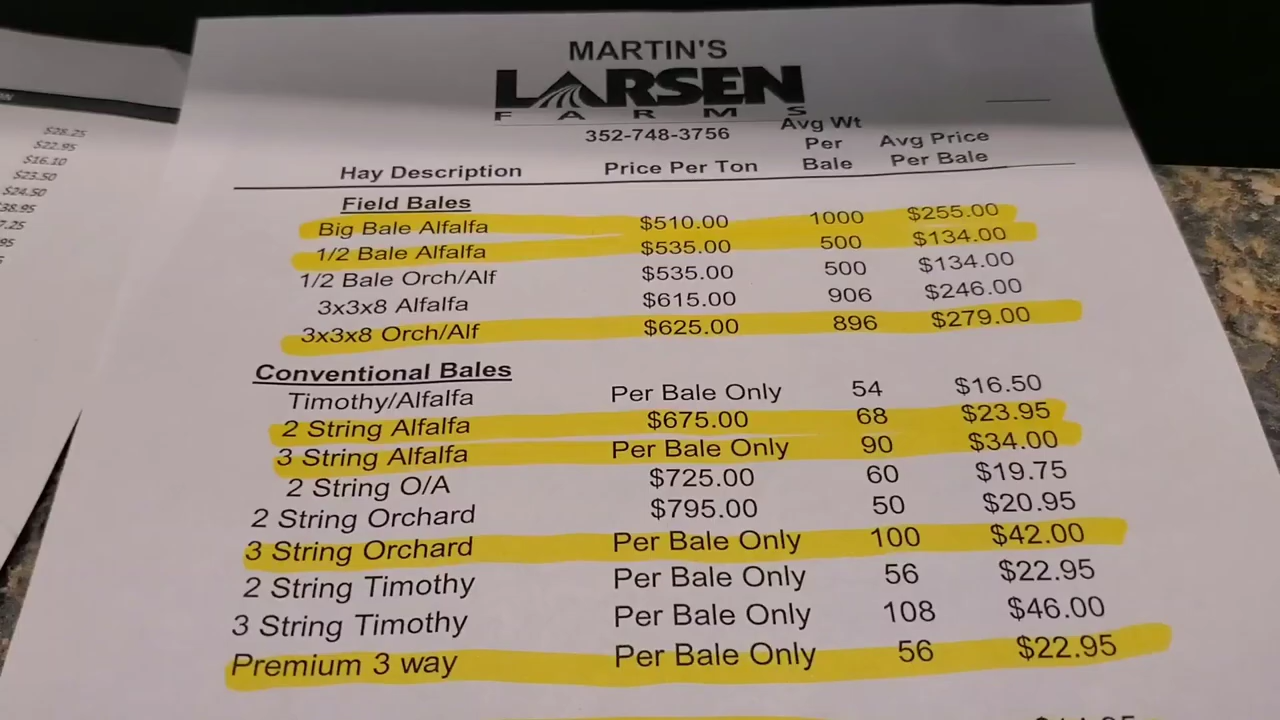 MARTIN'S
LARSEN
FARMS
352-748-3756
Hay Description Price Per Ton Avg Wt Per Bale Avg Price Per Bale
Field Bales
Big Bale Alfalfa $510.00 1000 $255.00
1/2 Bale Alfalfa $535.00 500 $134.00
1/2 Bale Orch/Alf $535.00 500 $134.00
3x3x8 Alfalfa $615.00 906 $246.00
3x3x8 Orch/Alf $625.00 896 $279.00
Conventional Bales
Timothy/Alfalfa Per Bale Only 54 $16.50
2 String Alfalfa $675.00 68 $23.95
3 String Alfalfa Per Bale Only 90 $34.00
2 String O/A $725.00 60 $19.75
2 String Orchard $795.00 50 $20.95
3 String Orchard Per Bale Only 100 $42.00
2 String Timothy Per Bale Only 56 $22.95
3 String Timothy Per Bale Only 108 $46.00
Premium 3 way Per Bale Only 56 $22.95
$28.25
$22.95
$16.10
$23.50
$24.50
38.95
7.25
95